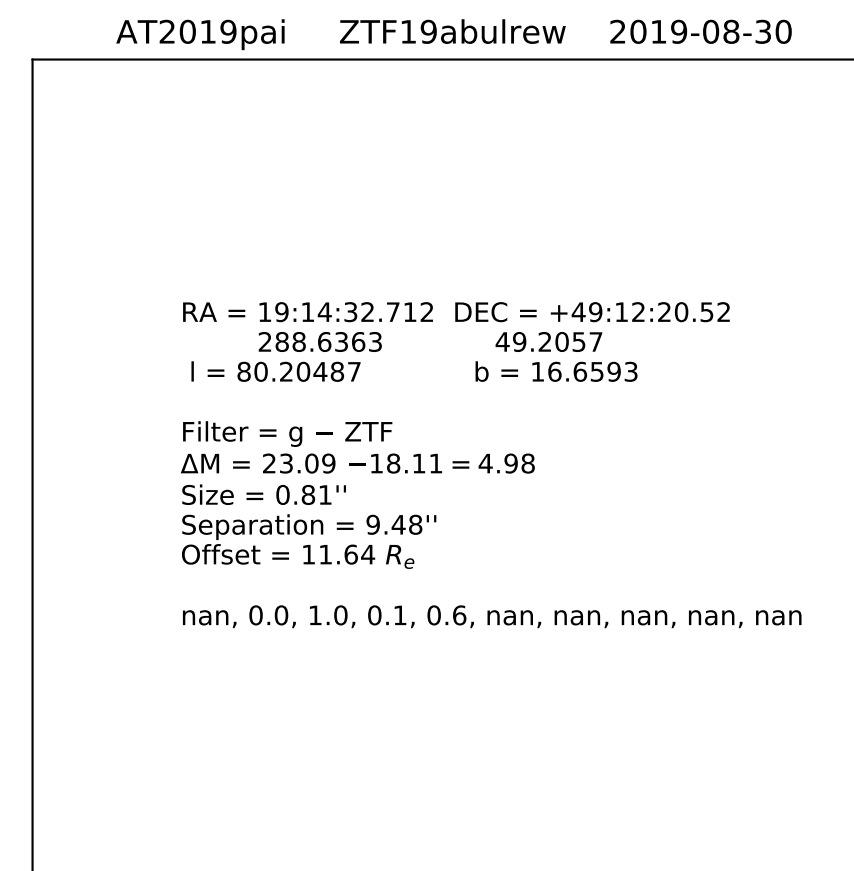 AT2019pai ZTF19abulrew 2019-08-30
RA = 19:14:32.712 DEC = +49:12:20.52
288.6363 49.2057
l = 80.20487 b = 16.6593
Filter = g − ZTF
ΔM = 23.09 −18.11 = 4.98
Size = 0.81''
Separation = 9.48''
Offset = 11.64 Re
nan, 0.0, 1.0, 0.1, 0.6, nan, nan, nan, nan, nan